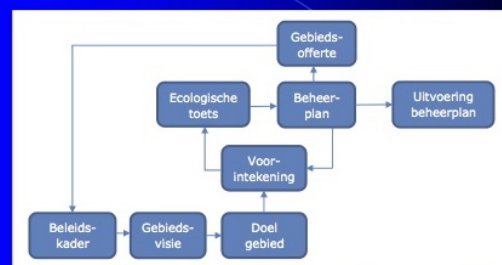 Gebieds-
offerte
Ecologische
toets
Beheer-
plan
Uitvoering
beheerplan
Voor-
intekening
Beleids-
kader
Gebieds-
visie
Doel
gebied